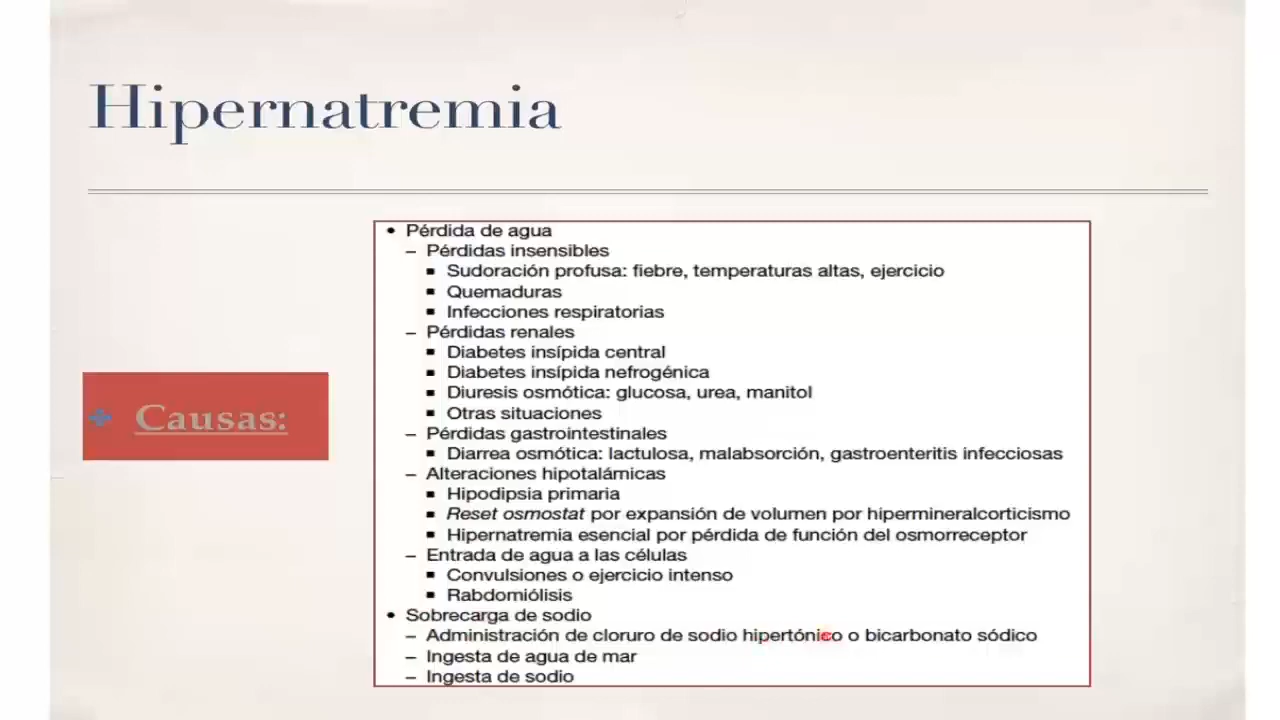 Hipernatremia
Causas:
• Pérdida de agua
– Pérdidas insensibles
▪ Sudoración profusa: fiebre, temperaturas altas, ejercicio
▪ Quemaduras
▪ Infecciones respiratorias
– Pérdidas renales
▪ Diabetes insípida central
▪ Diabetes insípida nefrogénica
▪ Diuresis osmótica: glucosa, urea, manitol
▪ Otras situaciones
– Pérdidas gastrointestinales
▪ Diarrea osmótica: lactulosa, malabsorción, gastroenteritis infecciosas
– Alteraciones hipotalámicas
▪ Hipodipsia primaria
▪ Reset osmostat por expansión de volumen por hipermineralcorticismo
▪ Hipernatremia esencial por pérdida de función del osmorreceptor
– Entrada de agua a las células
▪ Convulsiones o ejercicio intenso
▪ Rabdomiólisis
• Sobrecarga de sodio
– Administración de cloruro de sodio hipertónico o bicarbonato sódico
– Ingesta de agua de mar
– Ingesta de sodio